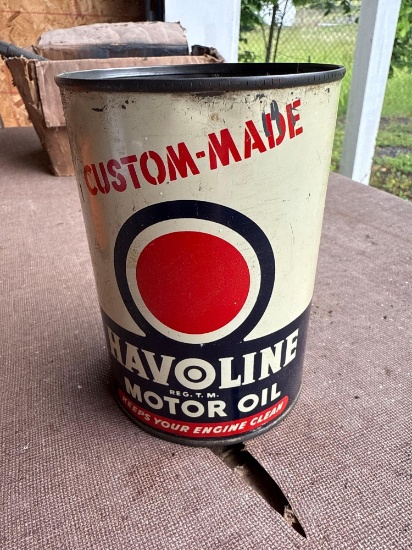 CUSTOM-MADE
HAVOLINE
REG. T. M.
MOTOR OIL
KEEPS YOUR ENGINE CLEAN